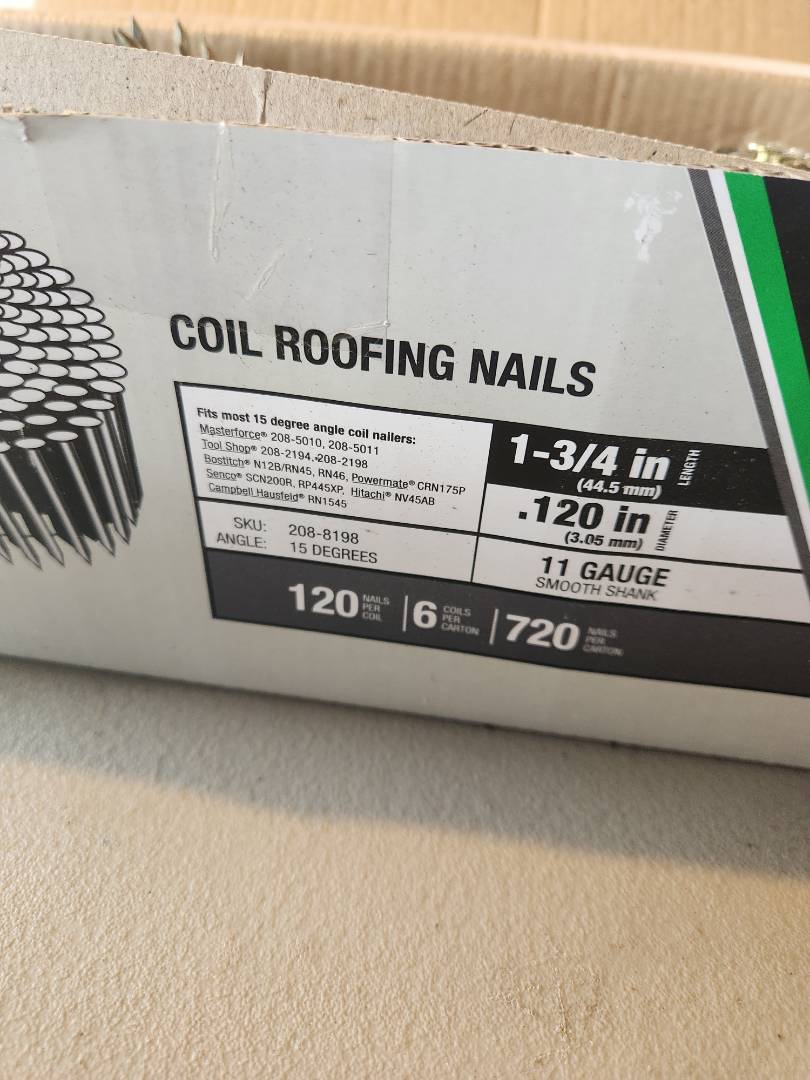 COIL ROOFING NAILS
Fits most 15 degree angle coil nailers:
Masterforce® 208-5010, 208-5011
Tool Shop® 208-2194, 208-2198
Bostitch® N12B/RN45, RN46, Powermate® CRN175P
Senco® SCN200R, RP445XP, Hitachi® NV45AB
Campbell Hausfeld® RN1545
SKU: 208-8198
ANGLE: 15 DEGREES
1-3/4 in LENGTH
(44.5 mm)
.120 in DIAMETER
(3.05 mm)
11 GAUGE
SMOOTH SHANK
120 NAILS PER COIL | 6 COILS PER CARTON | 720 NAILS PER CARTON